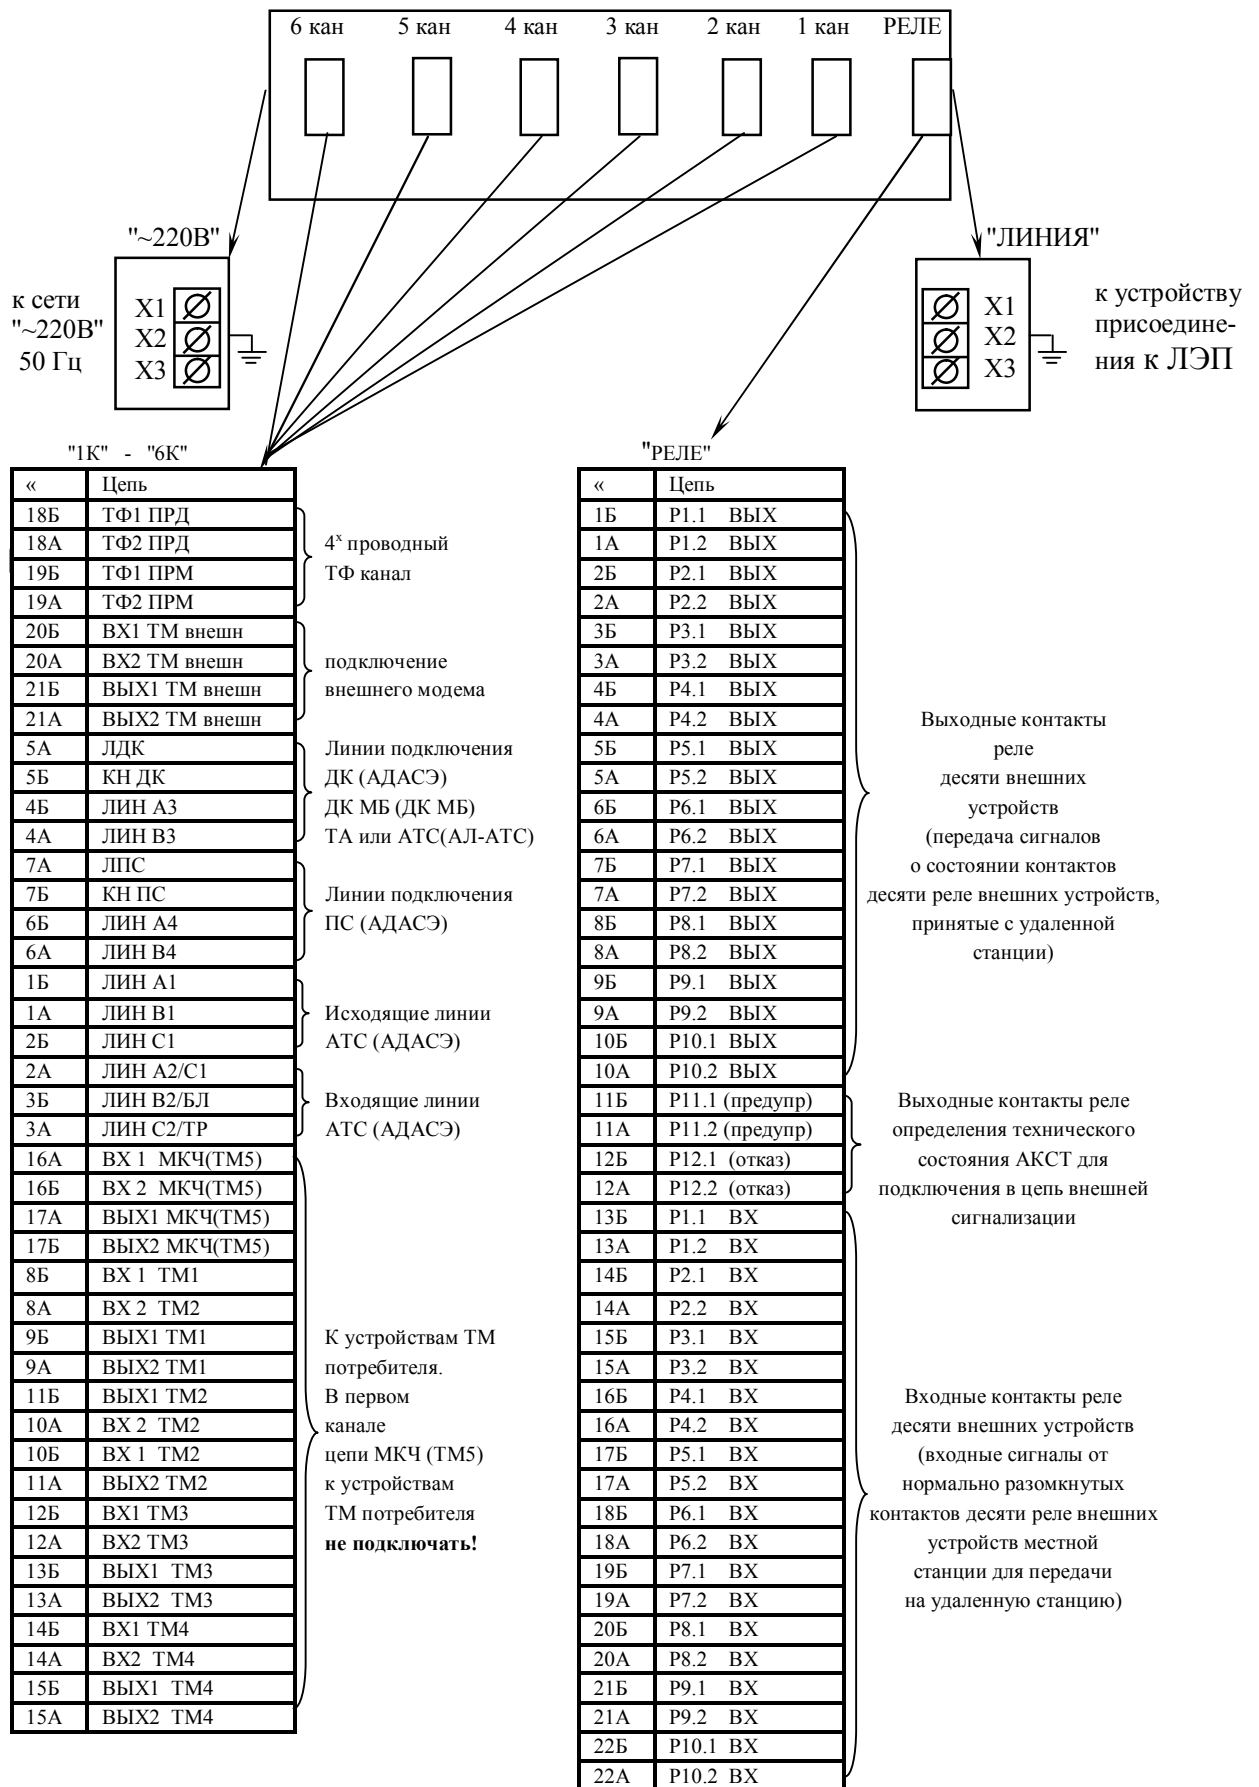 6 кан 5 кан 4 кан 3 кан 2 кан 1 кан РЕЛЕ
"~220В"
к сети
"~220В"
50 Гц
X1
X2
X3
"ЛИНИЯ"
X1
X2
X3
к устройству
присоедине-
ния к ЛЭП
"1К" - "6К"
« Цепь
18Б ТФ1 ПРД
18А ТФ2 ПРД
19Б ТФ1 ПРМ
19А ТФ2 ПРМ
20Б ВХ1 ТМ внешн
20А ВХ2 ТМ внешн
21Б ВЫХ1 ТМ внешн
21А ВЫХ2 ТМ внешн
5А ЛДК
5Б КН ДК
4Б ЛИН А3
4А ЛИН В3
7А ЛПС
7Б КН ПС
6Б ЛИН А4
6А ЛИН В4
1Б ЛИН А1
1А ЛИН В1
2Б ЛИН С1
2А ЛИН А2/С1
3Б ЛИН В2/БЛ
3А ЛИН С2/ТР
16А ВХ 1 МКЧ(ТМ5)
16Б ВХ 2 МКЧ(ТМ5)
17А ВЫХ1 МКЧ(ТМ5)
17Б ВЫХ2 МКЧ(ТМ5)
8Б ВХ 1 ТМ1
8А ВХ 2 ТМ2
9Б ВЫХ1 ТМ1
9А ВЫХ2 ТМ1
11Б ВЫХ1 ТМ2
10А ВХ 2 ТМ2
10Б ВХ 1 ТМ2
11А ВЫХ2 ТМ2
12Б ВХ1 ТМ3
12А ВХ2 ТМ3
13Б ВЫХ1 ТМ3
13А ВЫХ2 ТМ3
14Б ВХ1 ТМ4
14А ВХ2 ТМ4
15Б ВЫХ1 ТМ4
15А ВЫХ2 ТМ4
4х проводный
ТФ канал
подключение
внешнего модема
Линии подключения
ДК (АДАСЭ)
ДК МБ (ДК МБ)
ТА или АТС(АЛ-АТС)
Линии подключения
ПС (АДАСЭ)
Исходящие линии
АТС (АДАСЭ)
Входящие линии
АТС (АДАСЭ)
К устройствам ТМ
потребителя.
В первом
канале
цепи МКЧ (ТМ5)
к устройствам
ТМ потребителя
не подключать!
"РЕЛЕ"
« Цепь
1Б Р1.1 ВЫХ
1А Р1.2 ВЫХ
2Б Р2.1 ВЫХ
2А Р2.2 ВЫХ
3Б Р3.1 ВЫХ
3А Р3.2 ВЫХ
4Б Р4.1 ВЫХ
4А Р4.2 ВЫХ
5Б Р5.1 ВЫХ
5А Р5.2 ВЫХ
6Б Р6.1 ВЫХ
6А Р6.2 ВЫХ
7Б Р7.1 ВЫХ
7А Р7.2 ВЫХ
8Б Р8.1 ВЫХ
8А Р8.2 ВЫХ
9Б Р9.1 ВЫХ
9А Р9.2 ВЫХ
10Б Р10.1 ВЫХ
10А Р10.2 ВЫХ
11Б Р11.1 (предупр)
11А Р11.2 (предупр)
12Б Р12.1 (отказ)
12А Р12.2 (отказ)
13Б Р1.1 ВХ
13А Р1.2 ВХ
14Б Р2.1 ВХ
14А Р2.2 ВХ
15Б Р3.1 ВХ
15А Р3.2 ВХ
16Б Р4.1 ВХ
16А Р4.2 ВХ
17Б Р5.1 ВХ
17А Р5.2 ВХ
18Б Р6.1 ВХ
18А Р6.2 ВХ
19Б Р7.1 ВХ
19А Р7.2 ВХ
20Б Р8.1 ВХ
20А Р8.2 ВХ
21Б Р9.1 ВХ
21А Р9.2 ВХ
22Б Р10.1 ВХ
22А Р10.2 ВХ
Выходные контакты
реле
десяти внешних
устройств
(передача сигналов
о состоянии контактов
десяти реле внешних устройств,
принятые с удаленной
станции)
Выходные контакты реле
определения технического
состояния АКСТ для
подключения в цепь внешней
сигнализации
Входные контакты реле
десяти внешних устройств
(входные сигналы от
нормально разомкнутых
контактов десяти реле внешних
устройств местной
станции для передачи
на удаленную станцию)